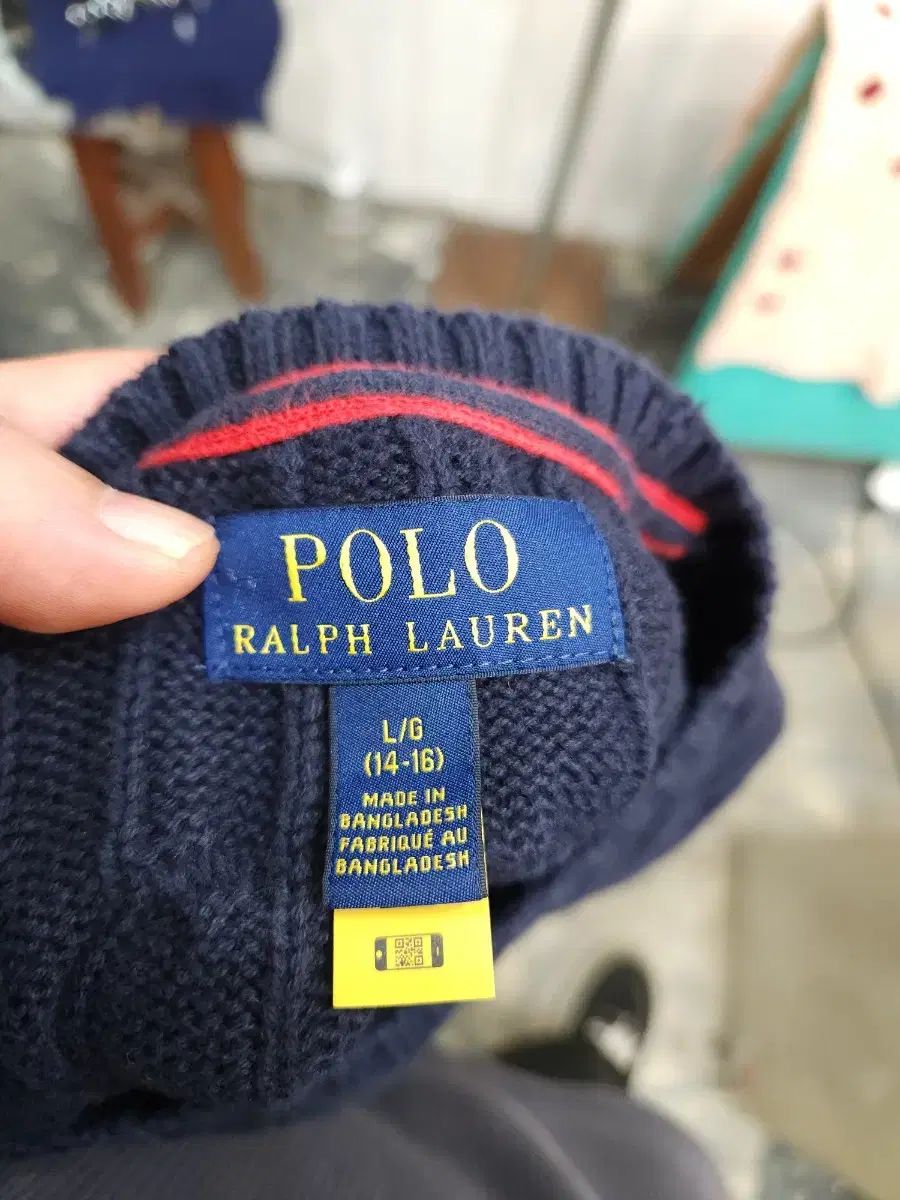 POLO
RALPH LAUREN
L/G
(14-16)
MADE IN
BANGLADESH
FABRIQUÉ AU
BANGLADESH